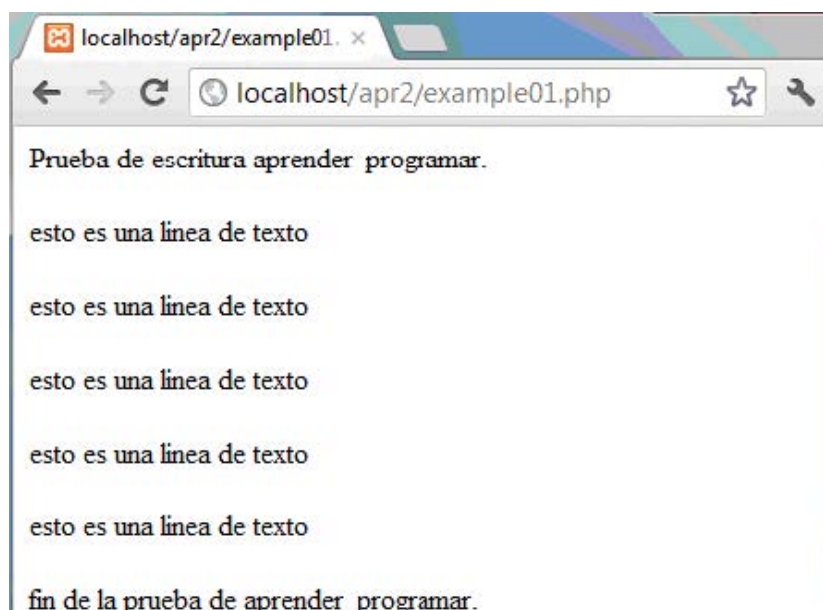 localhost/apr2/example01.
localhost/apr2/example01.php
Prueba de escritura aprender programar.
esto es una linea de texto
esto es una linea de texto
esto es una linea de texto
esto es una linea de texto
esto es una linea de texto
fin de la prueba de aprender programar.